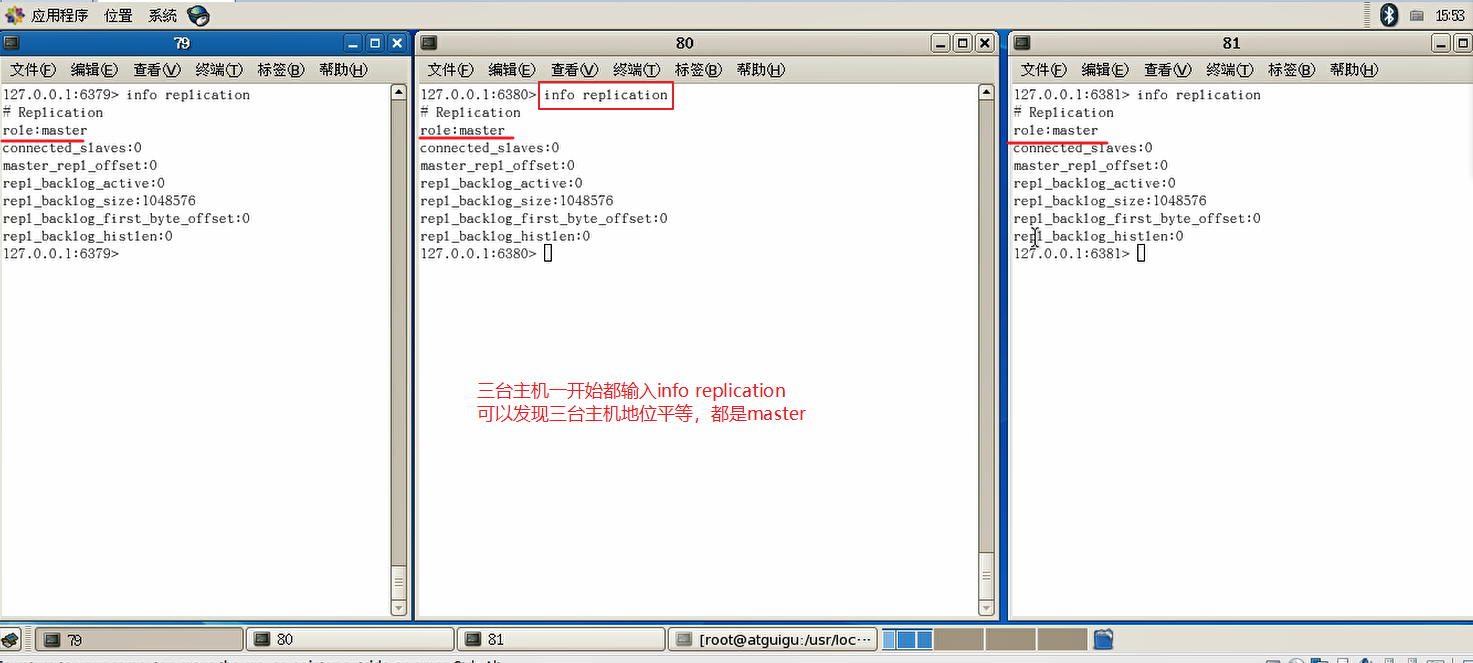 应用程序 位置 系统 15:53
79
文件(F) 编辑(E) 查看(V) 终端(T) 标签(B) 帮助(H)
127.0.0.1:6379> info replication
# Replication
role:master
connected_slaves:0
master_repl_offset:0
repl_backlog_active:0
repl_backlog_size:1048576
repl_backlog_first_byte_offset:0
repl_backlog_histlen:0
127.0.0.1:6379>
80
文件(F) 编辑(E) 查看(V) 终端(T) 标签(B) 帮助(H)
127.0.0.1:6380> info replication
# Replication
role:master
connected_slaves:0
master_repl_offset:0
repl_backlog_active:0
repl_backlog_size:1048576
repl_backlog_first_byte_offset:0
repl_backlog_histlen:0
127.0.0.1:6380>
三台主机一开始都输入info replication
可以发现三台主机地位平等，都是master
81
文件(F) 编辑(E) 查看(V) 终端(T) 标签(B) 帮助(H)
127.0.0.1:6381> info replication
# Replication
role:master
connected_slaves:0
master_repl_offset:0
repl_backlog_active:0
repl_backlog_size:1048576
repl_backlog_first_byte_offset:0
repl_backlog_histlen:0
127.0.0.1:6381>
79 80 81 [root@atguigu:/usr/loc···